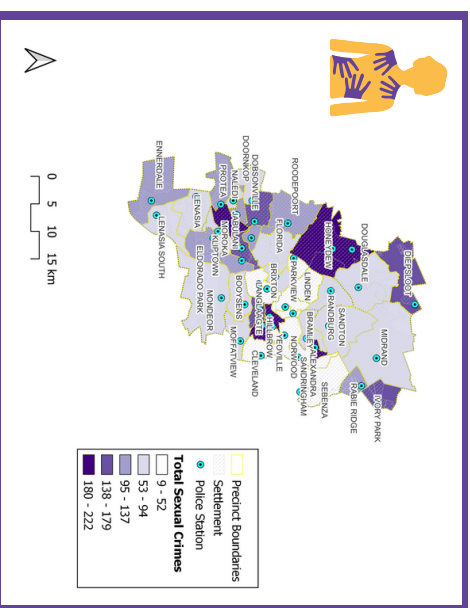 DIEPSLOOT
MIDRAND
IVORY PARK
RABIE RIDGE
DOUGLASDALE
SANDTON
RANDBURG
SEBENZA
HONEYDEW
LINDEN
BRAMLEY
ALEXANDRA
SANDRINGHAM
NORWOOD
PARKVIEW
ROODEPOORT
FLORIDA
BRIXTON
YEOVILLE
HILLBROW
CLEVELAND
LANGLAAGTE
DOBSONVILLE
DOORNKOP
JABULANI
NALEDI
PROTEA
MOROKA
KLIPTOWN
BOOYSENS
MOFFATVIEW
MONDEOR
ELDORADO PARK
LENASIA
ENNERDALE
LENASIA SOUTH
0 5 10 15 km
Precinct Boundaries
Settlement
Police Station
Total Sexual Crimes
9 - 52
53 - 94
95 - 137
138 - 179
180 - 222